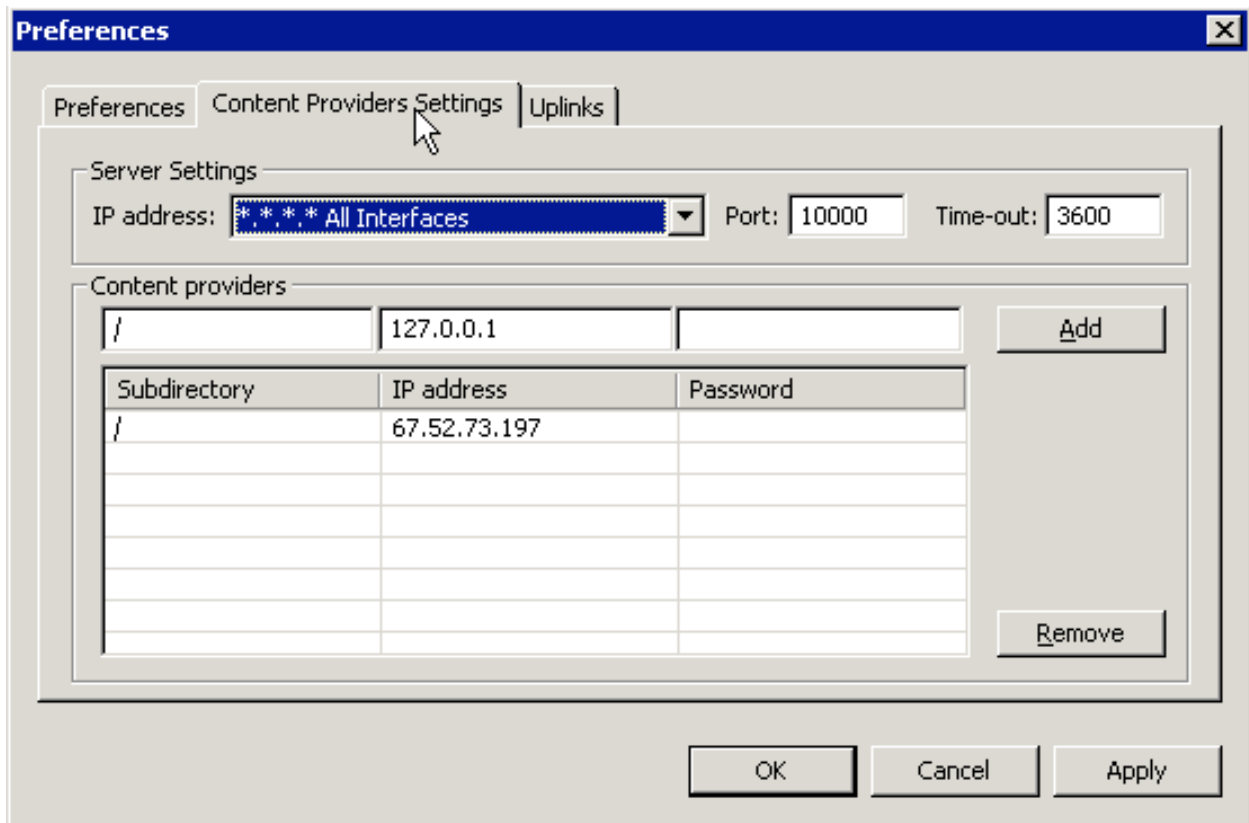 Preferences
Preferences Content Providers Settings Uplinks
Server Settings
IP address: *.*.*.* All Interfaces Port: 10000 Time-out: 3600
Content providers
/ 127.0.0.1 Add
Subdirectory IP address Password
/ 67.52.73.197
Remove
OK Cancel Apply